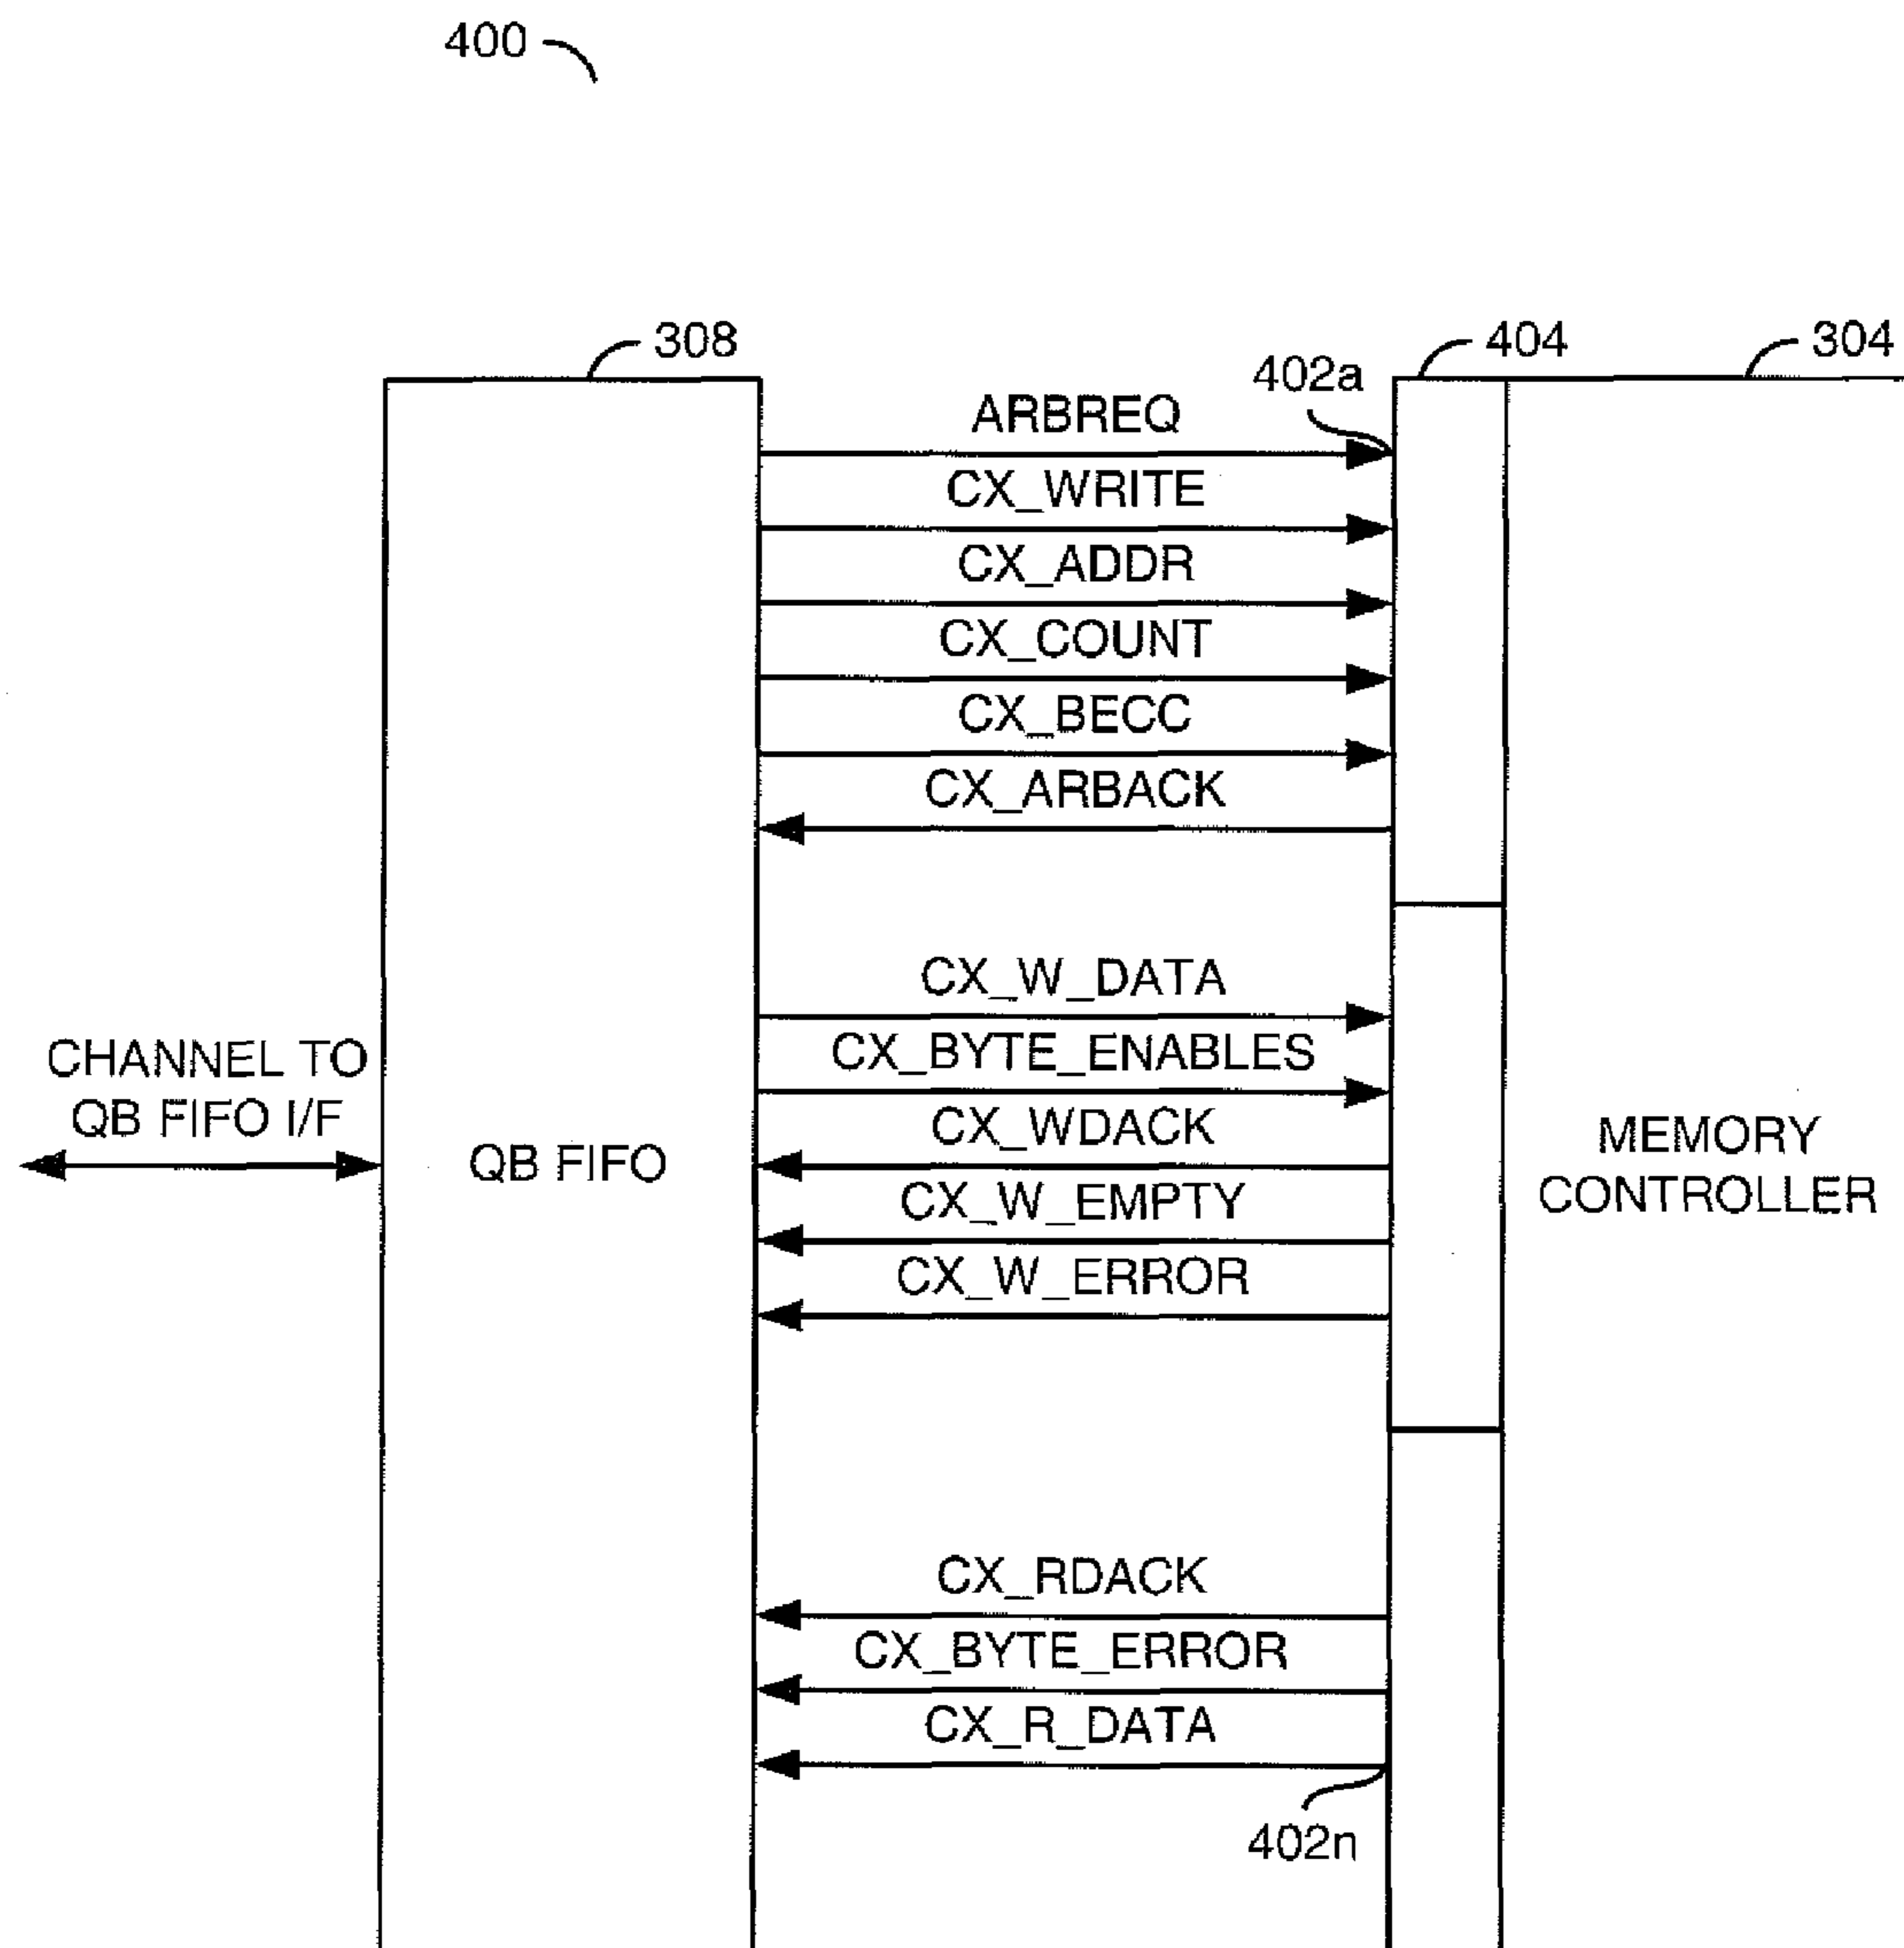 400
308
404
304
402a
ARBREQ
CX_WRITE
CX_ADDR
CX_COUNT
CX_BECC
CX_ARBACK
CX_W_DATA
CX_BYTE_ENABLES
CX_WDACK
CX_W_EMPTY
CX_W_ERROR
CHANNEL TO
QB FIFO I/F
QB FIFO
MEMORY
CONTROLLER
CX_RDACK
CX_BYTE_ERROR
CX_R_DATA
402n